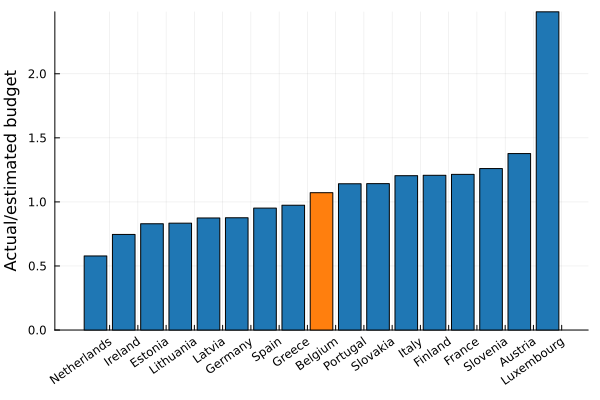 Actual/estimated budget
2.0
1.5
1.0
0.5
0.0
Netherlands
Ireland
Estonia
Lithuania
Latvia
Germany
Spain
Greece
Belgium
Portugal
Slovakia
Italy
Finland
France
Slovenia
Austria
Luxembourg